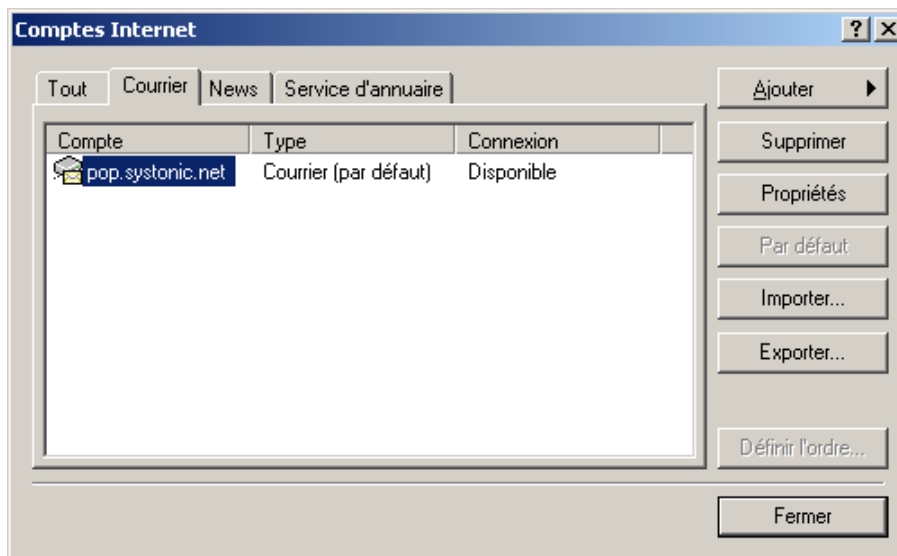 Comptes Internet
Tout Courrier News Service d'annuaire
Ajouter
Compte Type Connexion
Supprimer
pop.systonic.net Courrier (par défaut) Disponible
Propriétés
Par défaut
Importer...
Exporter...
Définir l'ordre...
Fermer